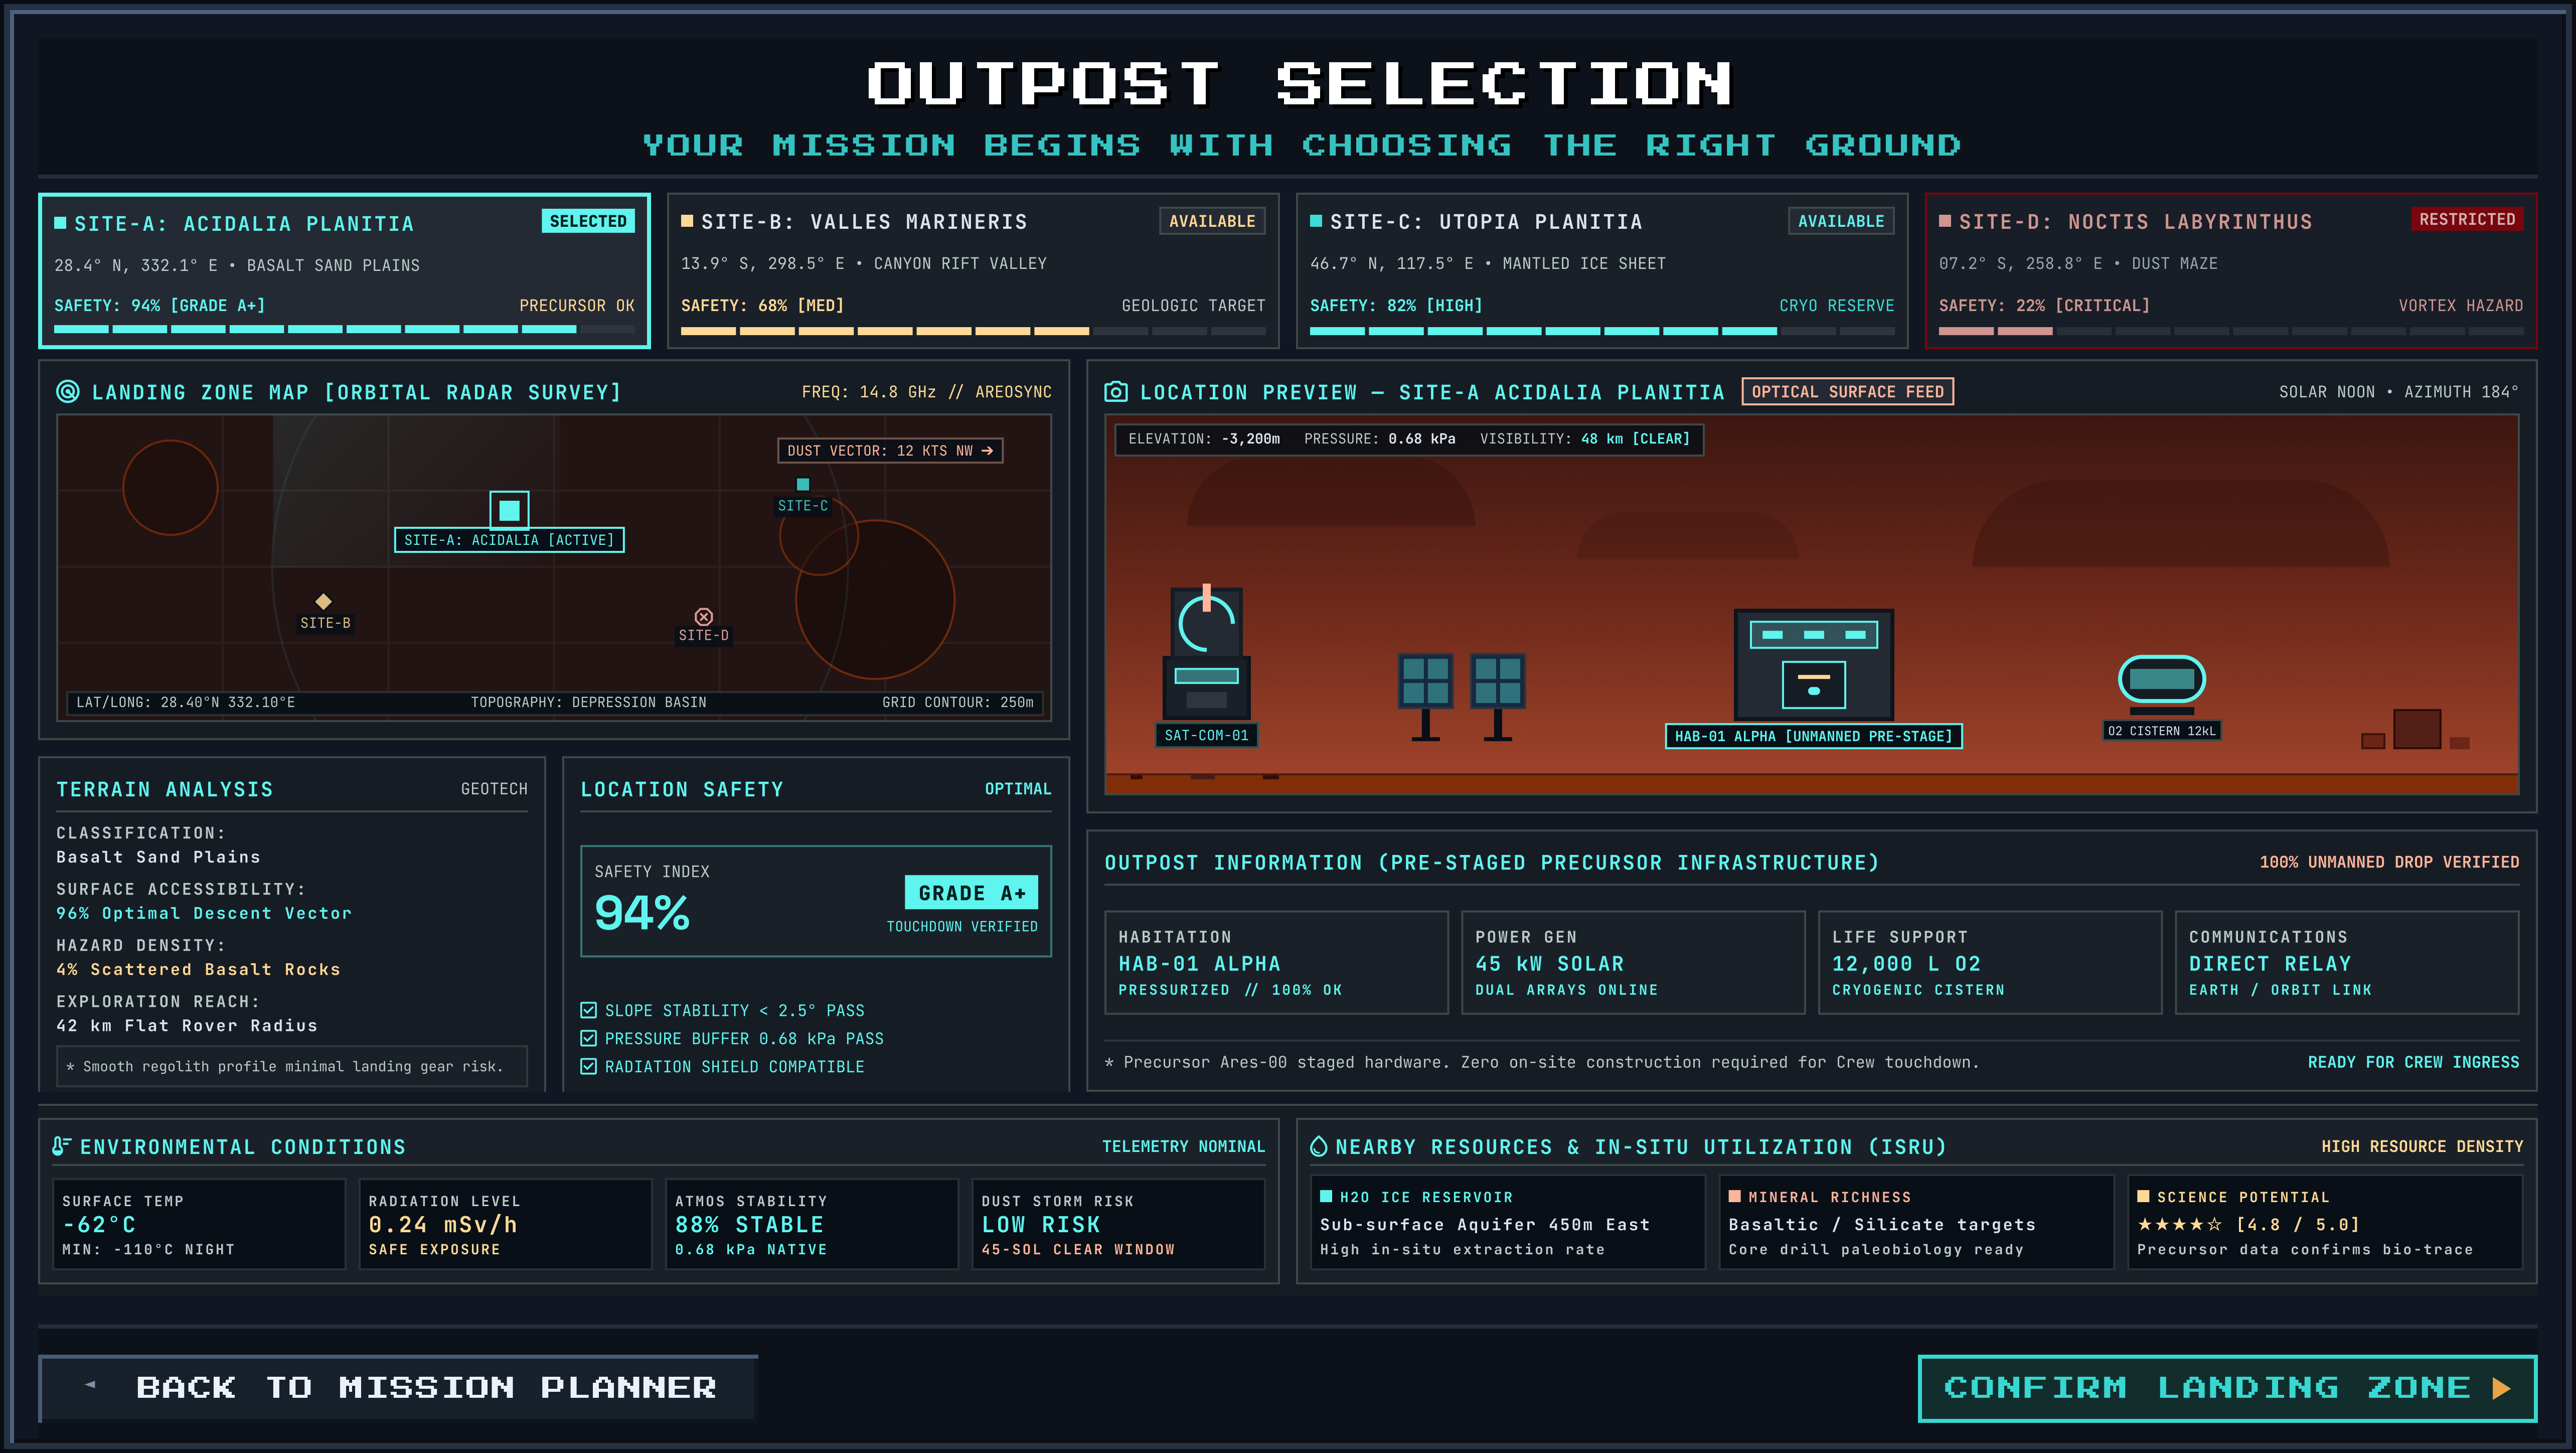 OUTPOST SELECTION
YOUR MISSION BEGINS WITH CHOOSING THE RIGHT GROUND
SITE-A: ACIDALIA PLANITIA SELECTED
28.4° N, 332.1° E • BASALT SAND PLAINS
SAFETY: 94% [GRADE A+] PRECURSOR OK
SITE-B: VALLES MARINERIS AVAILABLE
13.9° S, 298.5° E • CANYON RIFT VALLEY
SAFETY: 68% [MED] GEOLOGIC TARGET
SITE-C: UTOPIA PLANITIA AVAILABLE
46.7° N, 117.5° E • MANTLED ICE SHEET
SAFETY: 82% [HIGH] CRYO RESERVE
SITE-D: NOCTIS LABYRINTHUS RESTRICTED
07.2° S, 258.8° E • DUST MAZE
SAFETY: 22% [CRITICAL] VORTEX HAZARD
LANDING ZONE MAP [ORBITAL RADAR SURVEY] FREQ: 14.8 GHz // AREOSYNC
DUST VECTOR: 12 KTS NW →
SITE-C
SITE-A: ACIDALIA [ACTIVE]
SITE-B
SITE-D
LAT/LONG: 28.40°N 332.10°E TOPOGRAPHY: DEPRESSION BASIN GRID CONTOUR: 250m
LOCATION PREVIEW — SITE-A ACIDALIA PLANITIA OPTICAL SURFACE FEED SOLAR NOON • AZIMUTH 184°
ELEVATION: -3,200m PRESSURE: 0.68 kPa VISIBILITY: 48 km [CLEAR]
SAT-COM-01
HAB-01 ALPHA [UNMANNED PRE-STAGE]
O2 CISTERN 12kL
TERRAIN ANALYSIS GEOTECH
CLASSIFICATION:
Basalt Sand Plains
SURFACE ACCESSIBILITY:
96% Optimal Descent Vector
HAZARD DENSITY:
4% Scattered Basalt Rocks
EXPLORATION REACH:
42 km Flat Rover Radius
* Smooth regolith profile minimal landing gear risk.
LOCATION SAFETY OPTIMAL
SAFETY INDEX
94%
GRADE A+
TOUCHDOWN VERIFIED
SLOPE STABILITY < 2.5° PASS
PRESSURE BUFFER 0.68 kPa PASS
RADIATION SHIELD COMPATIBLE
OUTPOST INFORMATION (PRE-STAGED PRECURSOR INFRASTRUCTURE) 100% UNMANNED DROP VERIFIED
HABITATION
HAB-01 ALPHA
PRESSURIZED // 100% OK
POWER GEN
45 kW SOLAR
DUAL ARRAYS ONLINE
LIFE SUPPORT
12,000 L O2
CRYOGENIC CISTERN
COMMUNICATIONS
DIRECT RELAY
EARTH / ORBIT LINK
* Precursor Ares-00 staged hardware. Zero on-site construction required for Crew touchdown. READY FOR CREW INGRESS
ENVIRONMENTAL CONDITIONS TELEMETRY NOMINAL
SURFACE TEMP
-62°C
MIN: -110°C NIGHT
RADIATION LEVEL
0.24 mSv/h
SAFE EXPOSURE
ATMOS STABILITY
88% STABLE
0.68 kPa NATIVE
DUST STORM RISK
LOW RISK
45-SOL CLEAR WINDOW
NEARBY RESOURCES & IN-SITU UTILIZATION (ISRU) HIGH RESOURCE DENSITY
H2O ICE RESERVOIR
Sub-surface Aquifer 450m East
High in-situ extraction rate
MINERAL RICHNESS
Basaltic / Silicate targets
Core drill paleobiology ready
SCIENCE POTENTIAL
★★★★☆ [4.8 / 5.0]
Precursor data confirms bio-trace
◄ BACK TO MISSION PLANNER
CONFIRM LANDING ZONE ▶